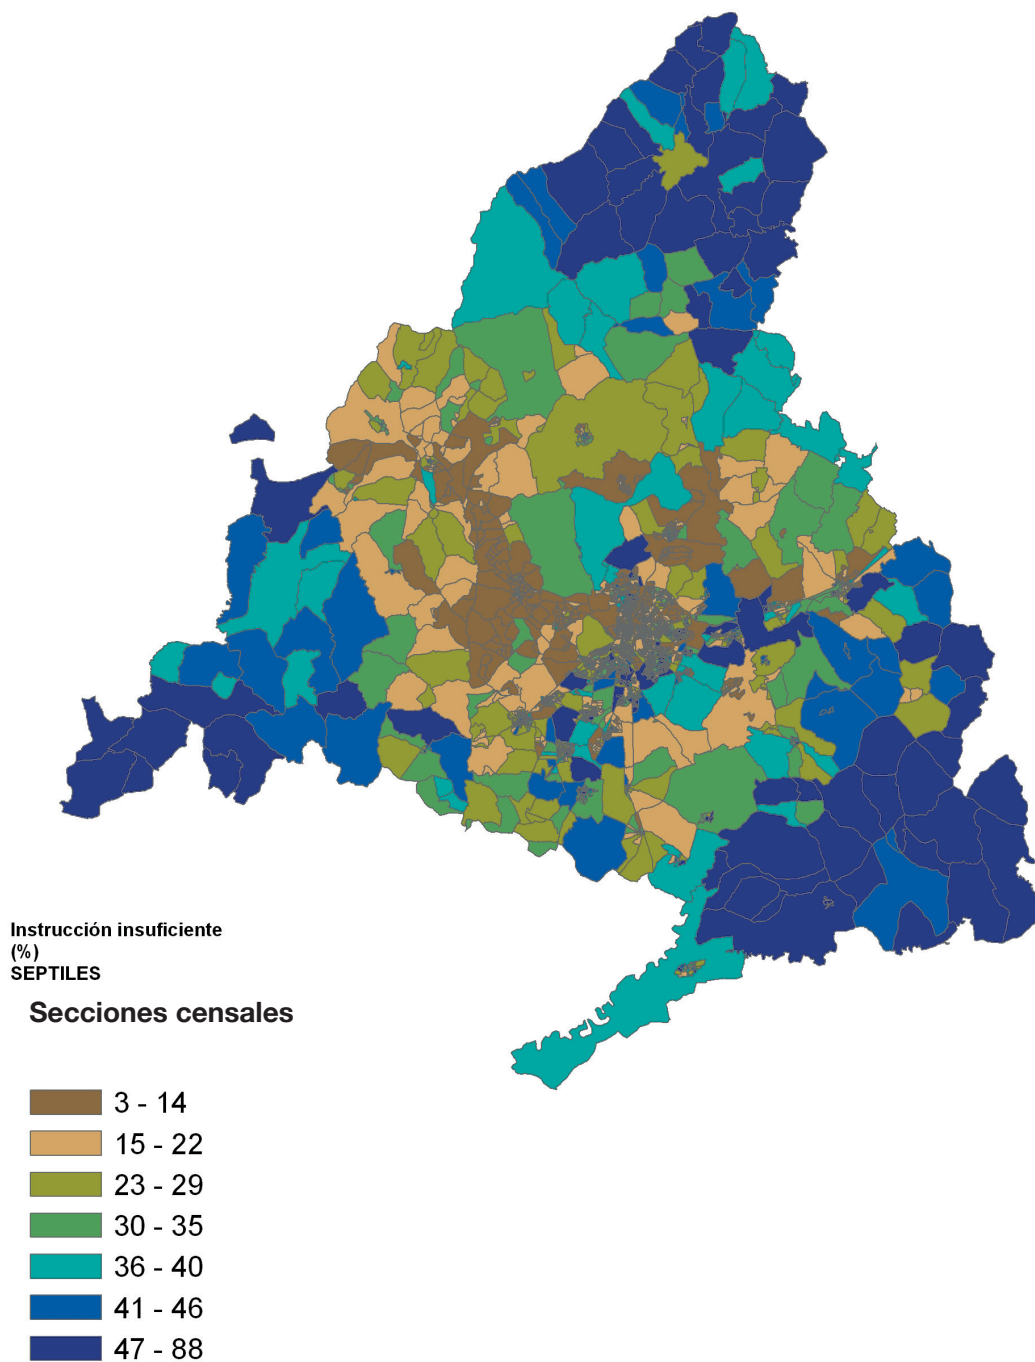 Instrucción insuficiente
(%)
SEPTILES
Secciones censales
3 - 14
15 - 22
23 - 29
30 - 35
36 - 40
41 - 46
47 - 88